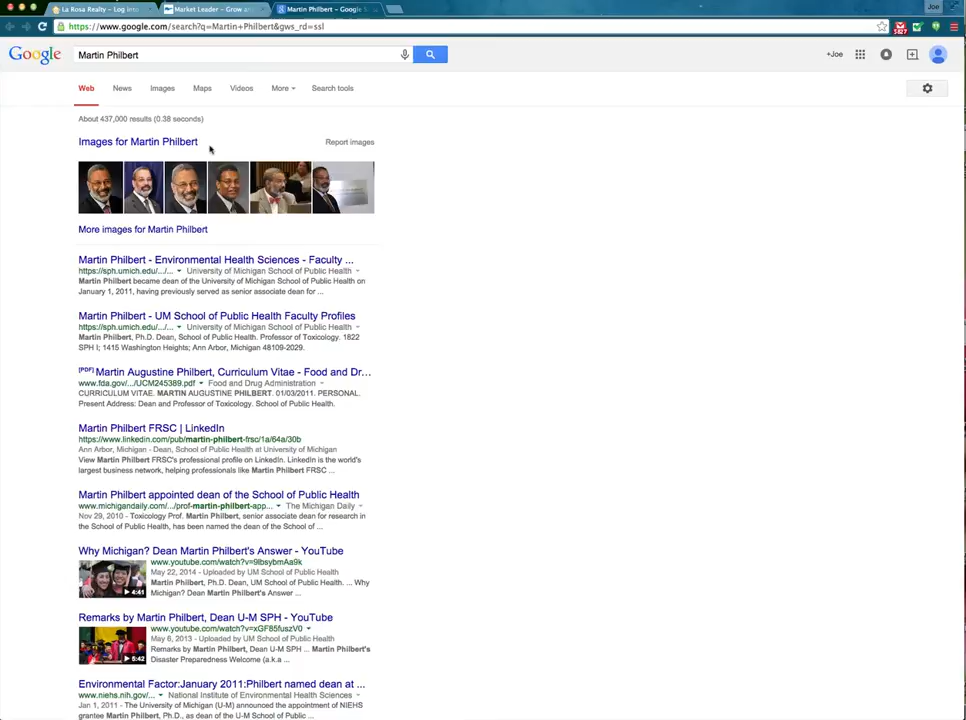 La Rosa Realty – Log into
Market Leader – Grow an
Martin Philbert – Google S
Joe
https://www.google.com/search?q=Martin+Philbert&gws_rd=ssl
5827
Google
Martin Philbert
+Joe
Web News Images Maps Videos More Search tools
About 437,000 results (0.38 seconds)
Images for Martin Philbert
Report images
More images for Martin Philbert
Martin Philbert - Environmental Health Sciences - Faculty ...
https://sph.umich.edu/.../... University of Michigan School of Public Health
Martin Philbert became dean of the University of Michigan School of Public Health on
January 1, 2011, having previously served as senior associate dean for ...
Martin Philbert - UM School of Public Health Faculty Profiles
https://sph.umich.edu/.../... University of Michigan School of Public Health
Martin Philbert, Ph.D. Dean, School of Public Health. Professor of Toxicology. 1822
SPH I; 1415 Washington Heights; Ann Arbor, Michigan 48109-2029.
[PDF] Martin Augustine Philbert, Curriculum Vitae - Food and Dr...
www.fda.gov/.../UCM245389.pdf Food and Drug Administration
CURRICULUM VITAE. MARTIN AUGUSTINE PHILBERT. 01/03/2011. PERSONAL.
Present Address: Dean and Professor of Toxicology. School of Public Health.
Martin Philbert FRSC | LinkedIn
https://www.linkedin.com/pub/martin-philbert-frsc/1a/64a/30b
Ann Arbor, Michigan - Dean, School of Public Health at University of Michigan
View Martin Philbert FRSC's professional profile on LinkedIn. LinkedIn is the world's
largest business network, helping professionals like Martin Philbert FRSC ...
Martin Philbert appointed dean of the School of Public Health
www.michigandaily.com/.../prof-martin-philbert-app... The Michigan Daily
Nov 29, 2010 - Toxicology Prof. Martin Philbert, senior associate dean for research in
the School of Public Health, has been named the dean of the School of ...
Why Michigan? Dean Martin Philbert's Answer - YouTube
www.youtube.com/watch?v=9lbsybmAa9k
May 22, 2014 - Uploaded by UM School of Public Health
Martin Philbert, Ph.D. Dean, UM School of Public Health. ... Why
Michigan? Dean Martin Philbert's Answer ...
4:41
Remarks by Martin Philbert, Dean U-M SPH - YouTube
www.youtube.com/watch?v=xGF85fuszV0
May 6, 2013 - Uploaded by UM School of Public Health
Remarks by Martin Philbert, Dean U-M SPH ... Martin Philbert's
Disaster Preparedness Welcome (a.k.a ...
5:42
Environmental Factor:January 2011:Philbert named dean at ...
www.niehs.nih.gov/... National Institute of Environmental Health Sciences
Jan 1, 2011 - The University of Michigan (U-M) announced the appointment of NIEHS
grantee Martin Philbert, Ph.D., as dean of the U-M School of Public ...